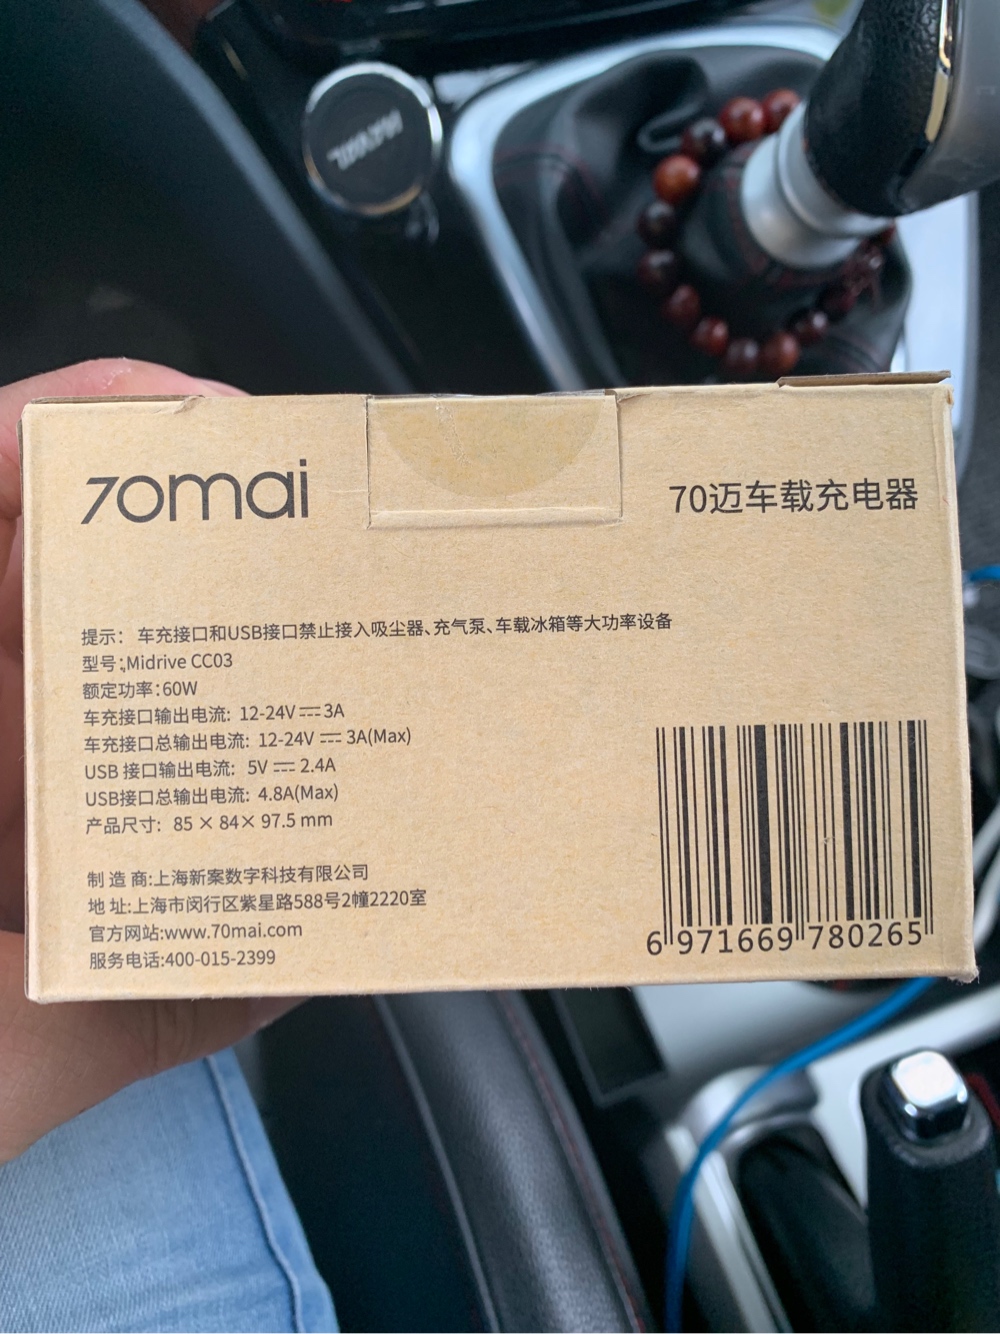 HAVAL
70mai
70迈车载充电器
提示： 车充接口和USB接口禁止接入吸尘器、充气泵、车载冰箱等大功率设备
型号:Midrive CC03
额定功率:60W
车充接口输出电流: 12-24V⎓3A
车充接口总输出电流: 12-24V ⎓ 3A(Max)
USB 接口输出电流: 5V ⎓ 2.4A
USB接口总输出电流: 4.8A(Max)
产品尺寸: 85 × 84× 97.5 mm
制 造 商:上海新案数字科技有限公司
地 址:上海市闵行区紫星路588号2幢2220室
官方网站:www.70mai.com
服务电话:400-015-2399
6 971669 780265